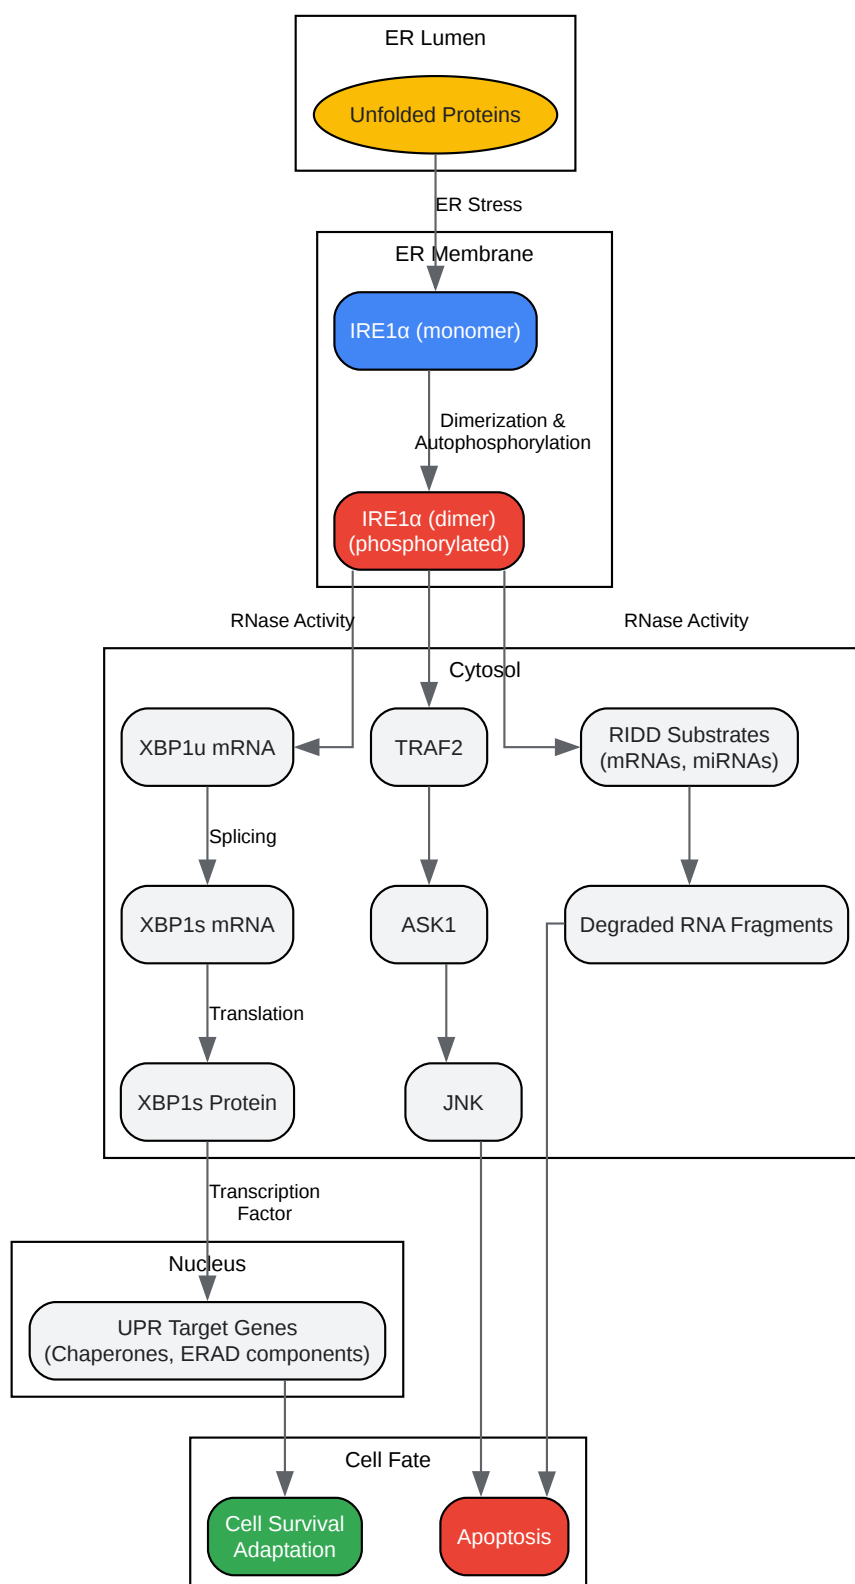 ER Lumen
Unfolded Proteins
ER Stress
ER Membrane
IRE1α (monomer)
Dimerization &
Autophosphorylation
IRE1α (dimer)
(phosphorylated)
RNase Activity
RNase Activity
Cytosol
XBP1u mRNA
TRAF2
RIDD Substrates
(mRNAs, miRNAs)
Splicing
XBP1s mRNA
ASK1
Degraded RNA Fragments
Translation
XBP1s Protein
JNK
Transcription
Factor
Nucleus
UPR Target Genes
(Chaperones, ERAD components)
Cell Fate
Cell Survival
Adaptation
Apoptosis